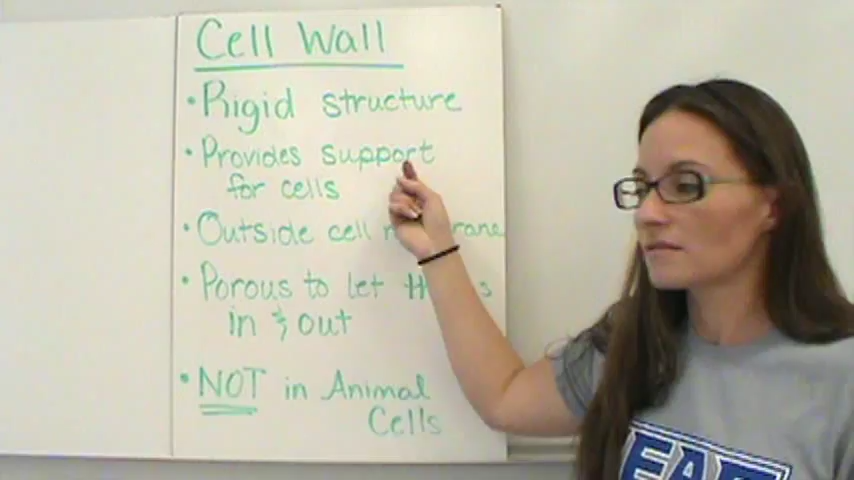 Cell Wall
• Rigid structure
• Provides support
for cells
• Outside cell
• Porous to let
in & Out
• NOT in Animal
Cells